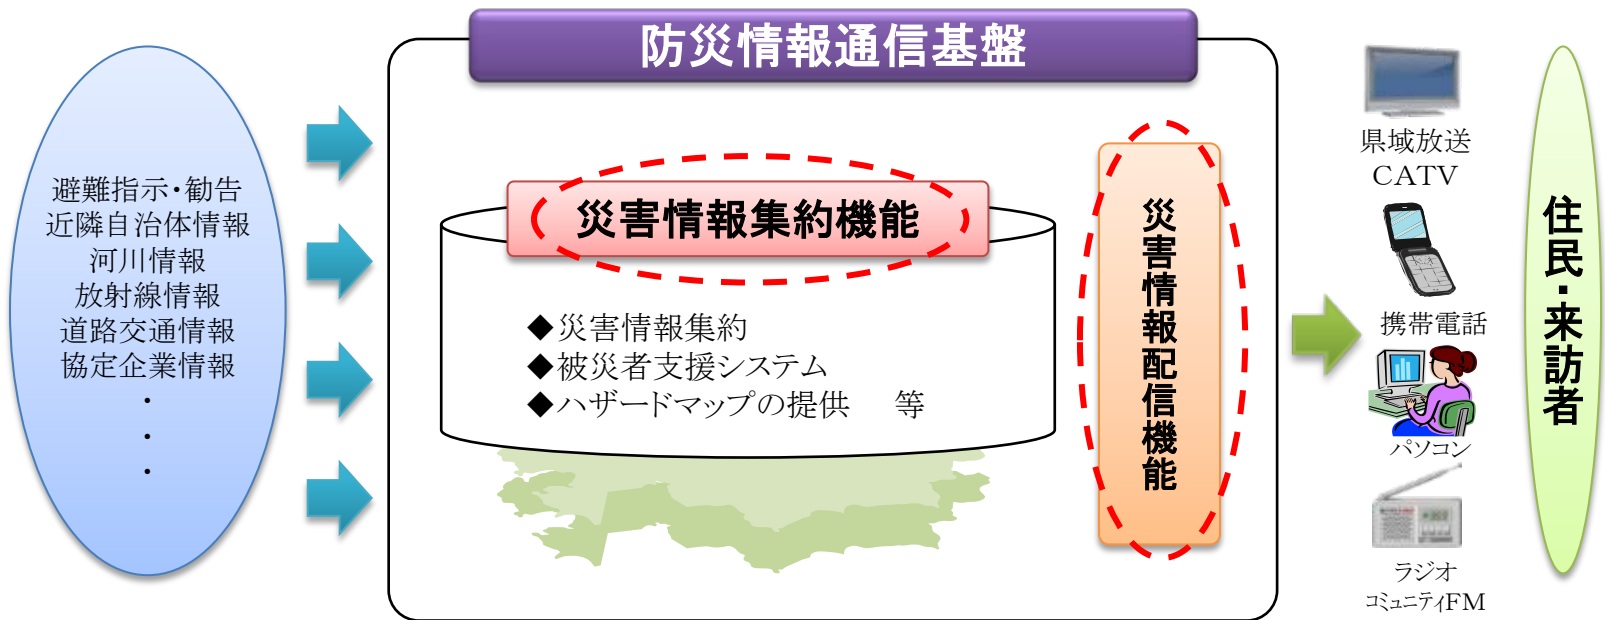 防災情報通信基盤
避難指示・勧告
近隣自治体情報
河川情報
放射線情報
道路交通情報
協定企業情報
・
・
・
災害情報集約機能
◆災害情報集約
◆被災者支援システム
◆ハザードマップの提供　等
災害情報配信機能
県域放送
CATV
携帯電話
パソコン
ラジオ
コミュニティFM
住民・来訪者